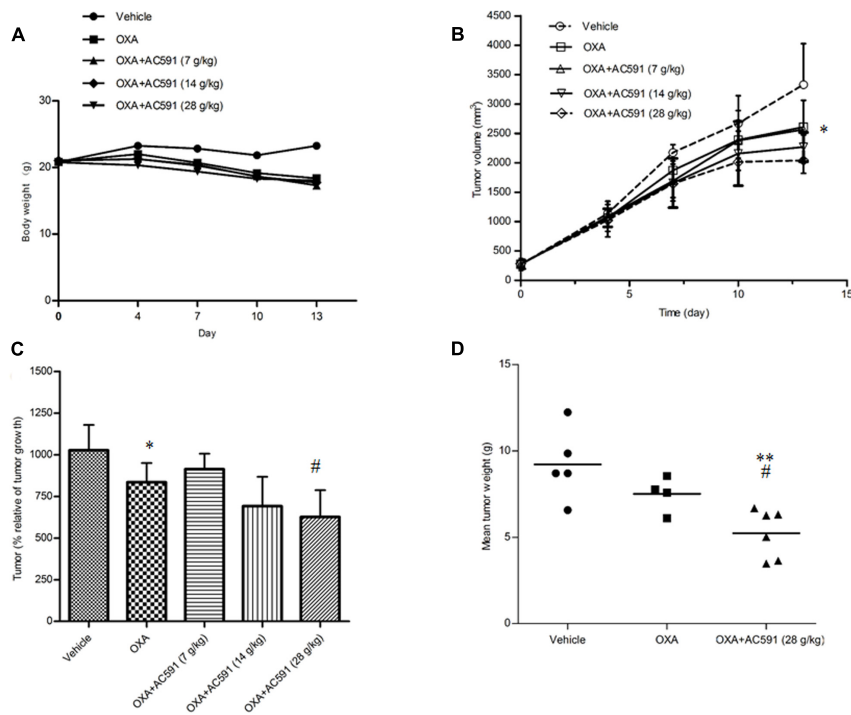 A
Vehicle
OXA
OXA+AC591 (7 g/kg)
OXA+AC591 (14 g/kg)
OXA+AC591 (28 g/kg)
30
20
10
0
Body weight (g)
0 4 7 10 13
Day
B
Vehicle
OXA
OXA+AC591 (7 g/kg)
OXA+AC591 (14 g/kg)
OXA+AC591 (28 g/kg)
4500
4000
3500
3000
2500
2000
1500
1000
500
0
Tumor volume (mm³)
*
0 5 10 15
Time (day)
C
1500
1250
1000
750
500
250
0
Tumor (% relative of tumor growth)
*
#
Vehicle
OXA
OXA+AC591 (7 g/kg)
OXA+AC591 (14 g/kg)
OXA+AC591 (28 g/kg)
D
15
10
5
0
Mean tumor weight (g)
**
#
Vehicle OXA OXA+AC591 (28 g/kg)